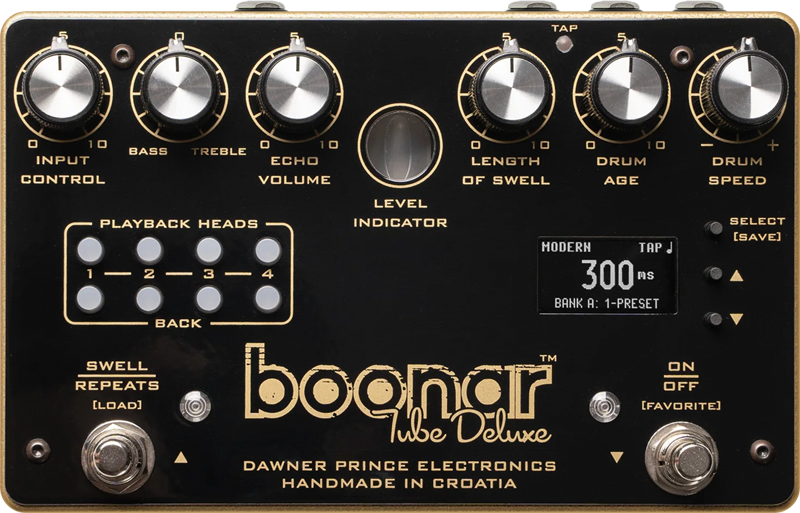 TAP
5
0
5
5
5
5
0 10
BASS TREBLE
0 10
0 10
0 10
- +
INPUT
CONTROL
ECHO
VOLUME
LEVEL
INDICATOR
LENGTH
OF SWELL
DRUM
AGE
DRUM
SPEED
PLAYBACK HEADS
1 2 3 4
BACK
MODERN TAP ♩
300ms
BANK A: 1-PRESET
SELECT
[SAVE]
▲
▼
SWELL
REPEATS
[LOAD]
▲
boonar™
Tube Deluxe
ON
OFF
[FAVORITE]
▼
DAWNER PRINCE ELECTRONICS
HANDMADE IN CROATIA